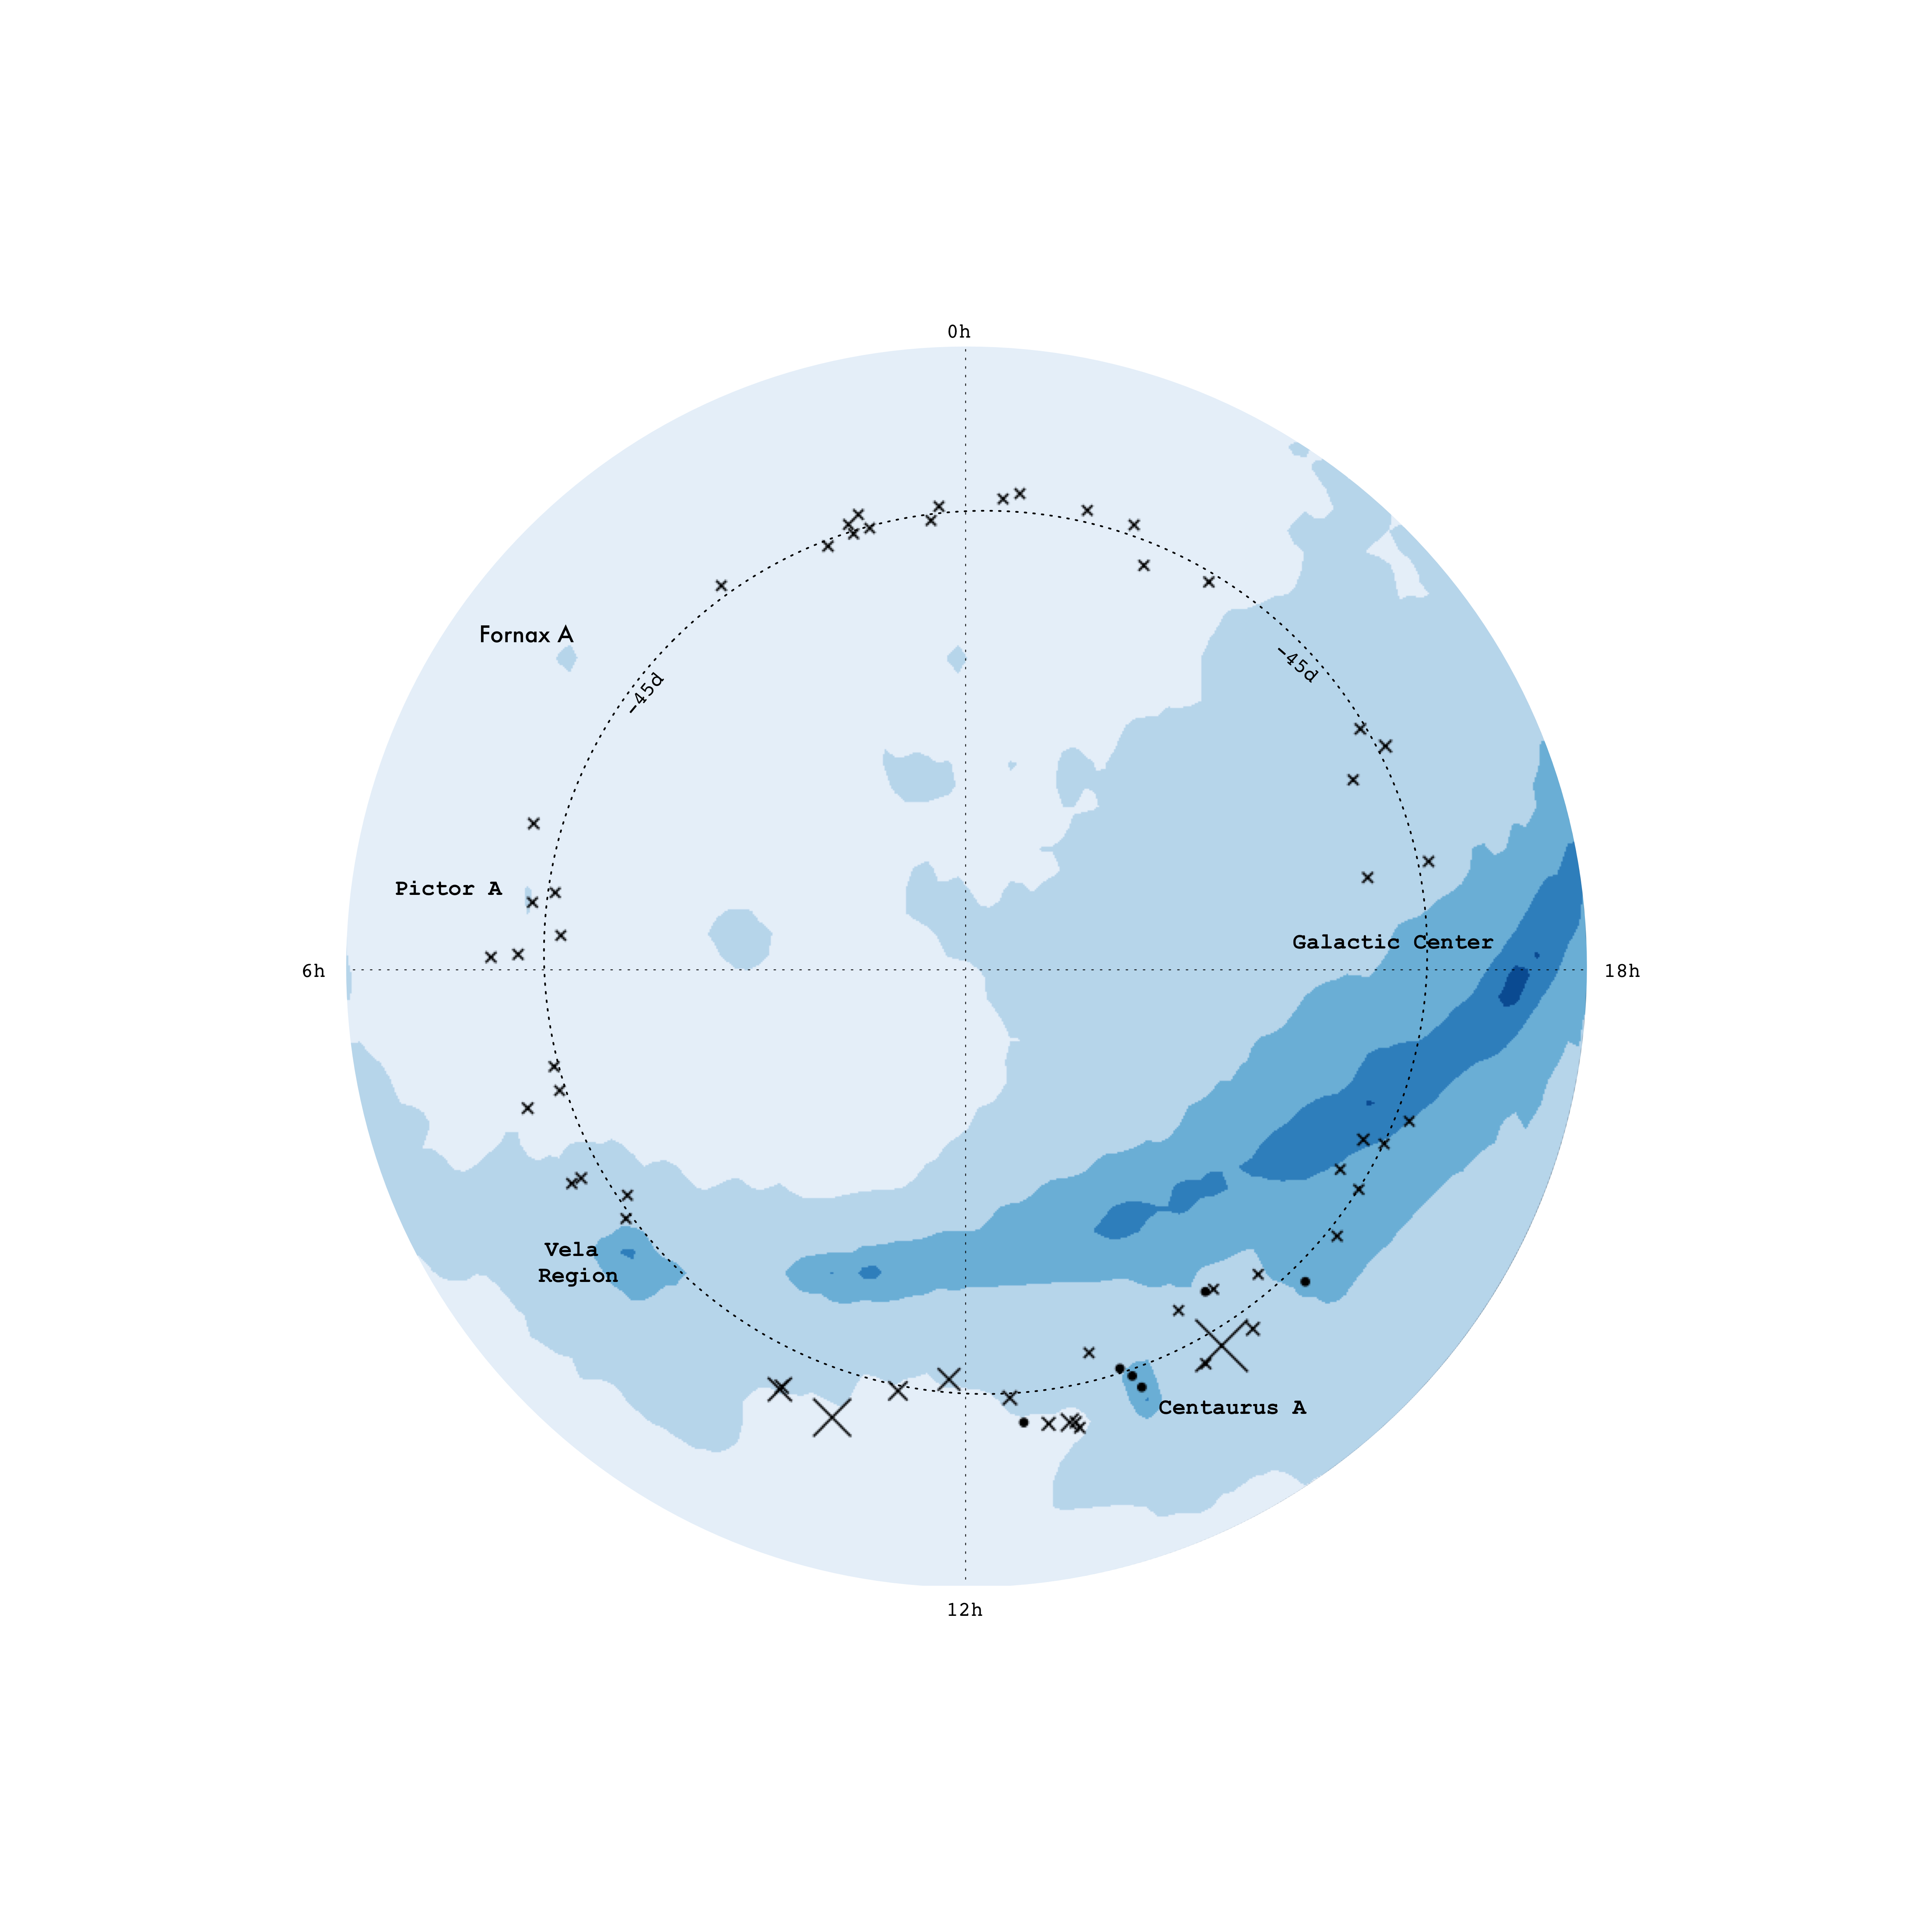 0h
Fornax A
-45d
-45d
Pictor A
Galactic Center
6h
18h
Vela
Region
Centaurus A
12h